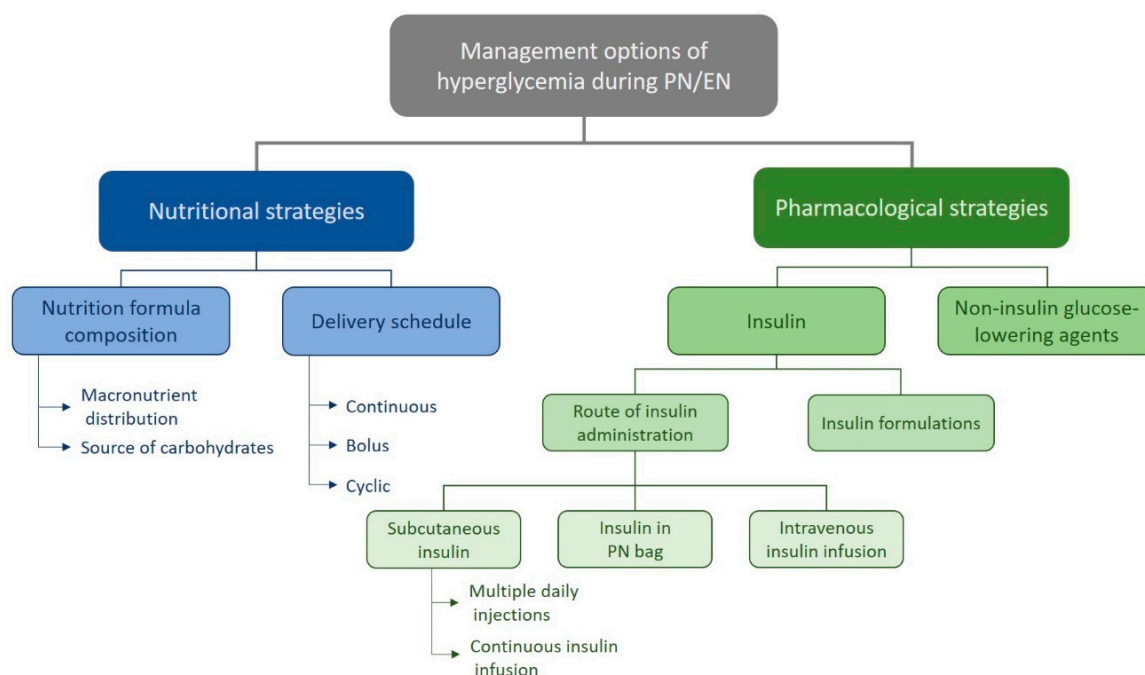 Management options of
hyperglycemia during PN/EN
Nutritional strategies
Pharmacological strategies
Nutrition formula
composition
Delivery schedule
Insulin
Non-insulin glucose-
lowering agents
Macronutrient
distribution
Source of carbohydrates
Continuous
Bolus
Cyclic
Route of insulin
administration
Insulin formulations
Subcutaneous
insulin
Insulin in
PN bag
Intravenous
insulin infusion
Multiple daily
injections
Continuous insulin
infusion